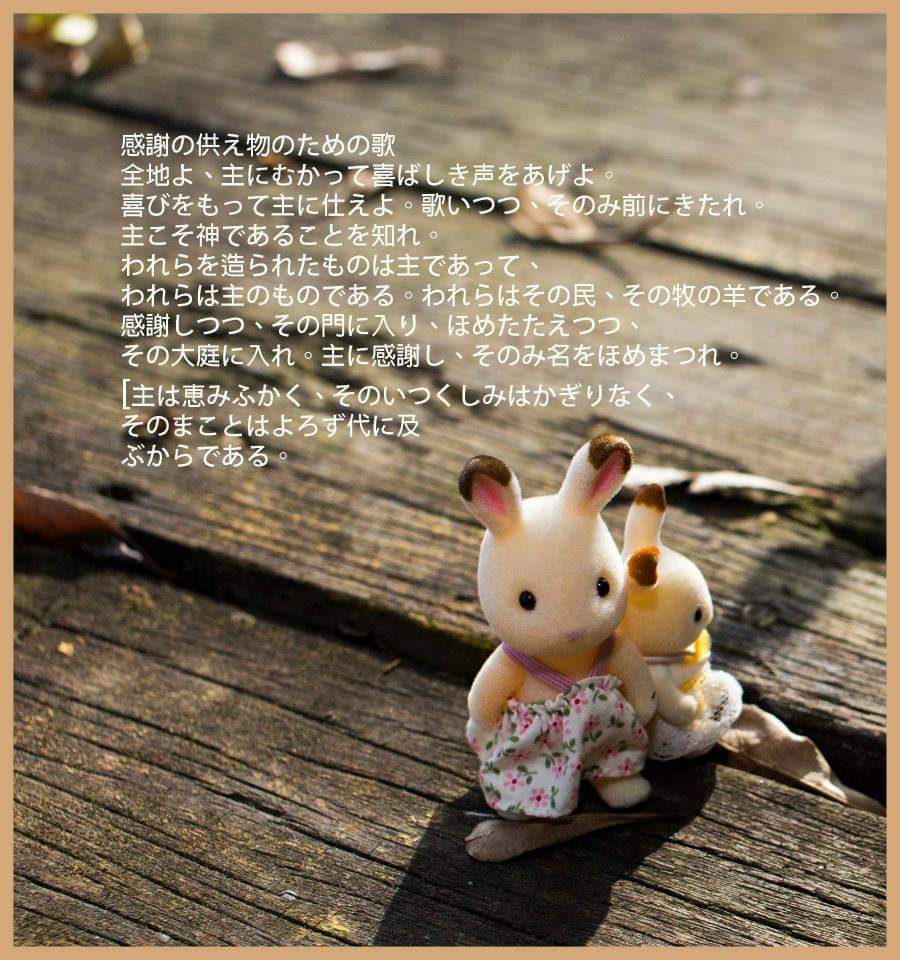 感謝の供え物のための歌
全地よ、主にむかって喜ばしき声をあげよ。
喜びをもって主に仕えよ。歌いつつ、そのみ前にきたれ。
主こそ神であることを知れ。
われらを造られたものは主であって、
われらは主のものである。われらはその民、その牧の羊である。
感謝しつつ、その門に入り、ほめたたえつつ、
その大庭に入れ。主に感謝し、そのみ名をほめまつれ。
[主は恵みふかく、そのいつくしみはかぎりなく、
そのまことはよろず代に及
ぶからである。